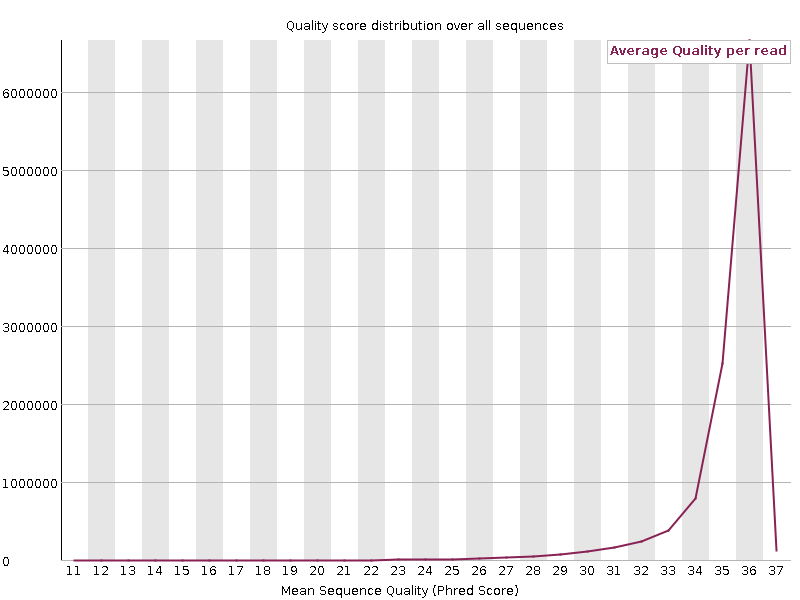 Quality score distribution over all sequences
Average Quality per read
6000000
5000000
4000000
3000000
2000000
1000000
0
11 12 13 14 15 16 17 18 19 20 21 22 23 24 25 26 27 28 29 30 31 32 33 34 35 36 37
Mean Sequence Quality (Phred Score)